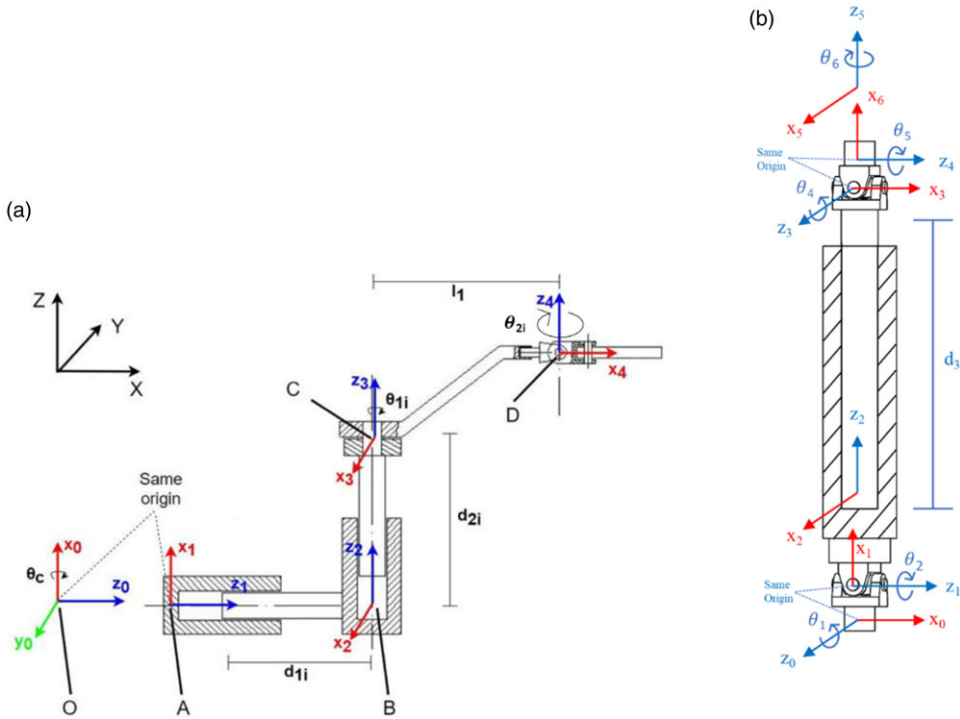 (a)
Z
Y
X
l₁
z₄
θ₂ᵢ
x₄
D
C
z₃
θ₁ᵢ
x₃
d₂ᵢ
Same
origin
x₀
θC
z₀
y₀
x₁
z₁
z₂
x₂
d₁ᵢ
O
A
B
(b)
z₅
θ₆
x₅
x₆
Same
Origin
θ₅
z₄
θ₄
x₃
z₃
d₃
z₂
x₂
x₁
θ₂
Same
Origin
z₁
θ₁
x₀
z₀